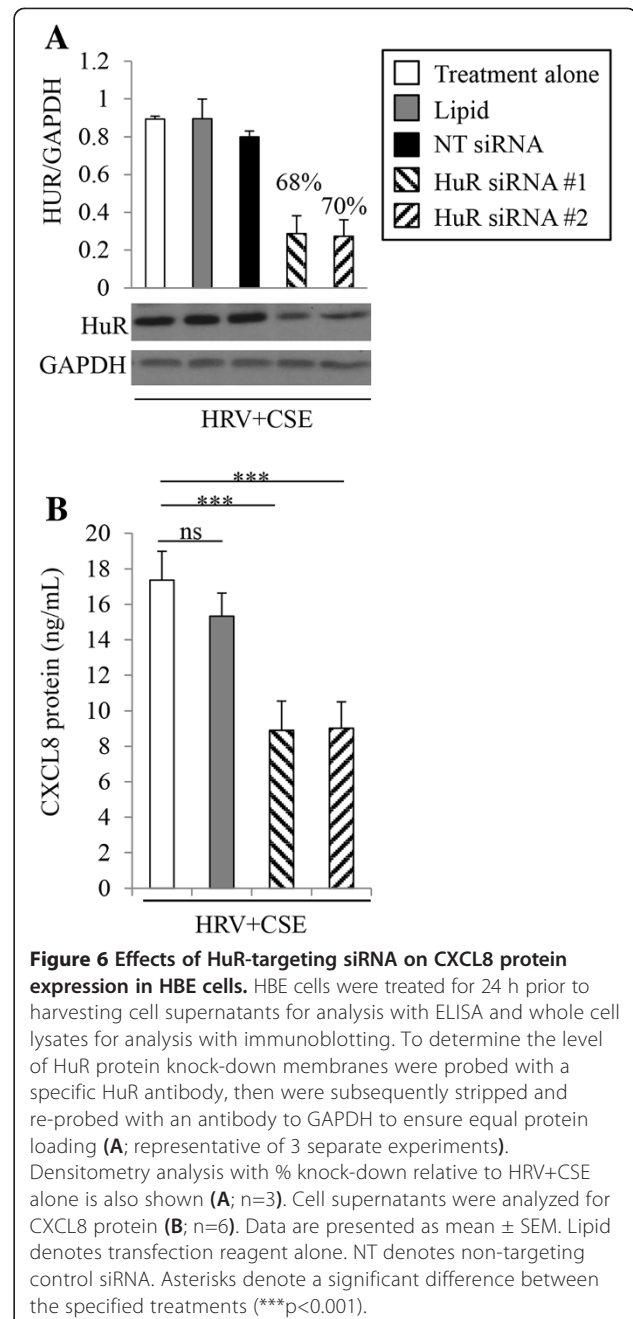 A
HUR/GAPDH
1.2
1
0.8
0.6
0.4
0.2
0
68%
70%
Treatment alone
Lipid
NT siRNA
HuR siRNA #1
HuR siRNA #2
HuR
GAPDH
HRV+CSE
B
***
***
ns
CXCL8 protein (ng/mL)
20
18
16
14
12
10
8
6
4
2
0
HRV+CSE
Figure 6 Effects of HuR-targeting siRNA on CXCL8 protein
expression in HBE cells. HBE cells were treated for 24 h prior to
harvesting cell supernatants for analysis with ELISA and whole cell
lysates for analysis with immunoblotting. To determine the level
of HuR protein knock-down membranes were probed with a
specific HuR antibody, then were subsequently stripped and
re-probed with an antibody to GAPDH to ensure equal protein
loading (A; representative of 3 separate experiments).
Densitometry analysis with % knock-down relative to HRV+CSE
alone is also shown (A; n=3). Cell supernatants were analyzed for
CXCL8 protein (B; n=6). Data are presented as mean ± SEM. Lipid
denotes transfection reagent alone. NT denotes non-targeting
control siRNA. Asterisks denote a significant difference between
the specified treatments (***p<0.001).